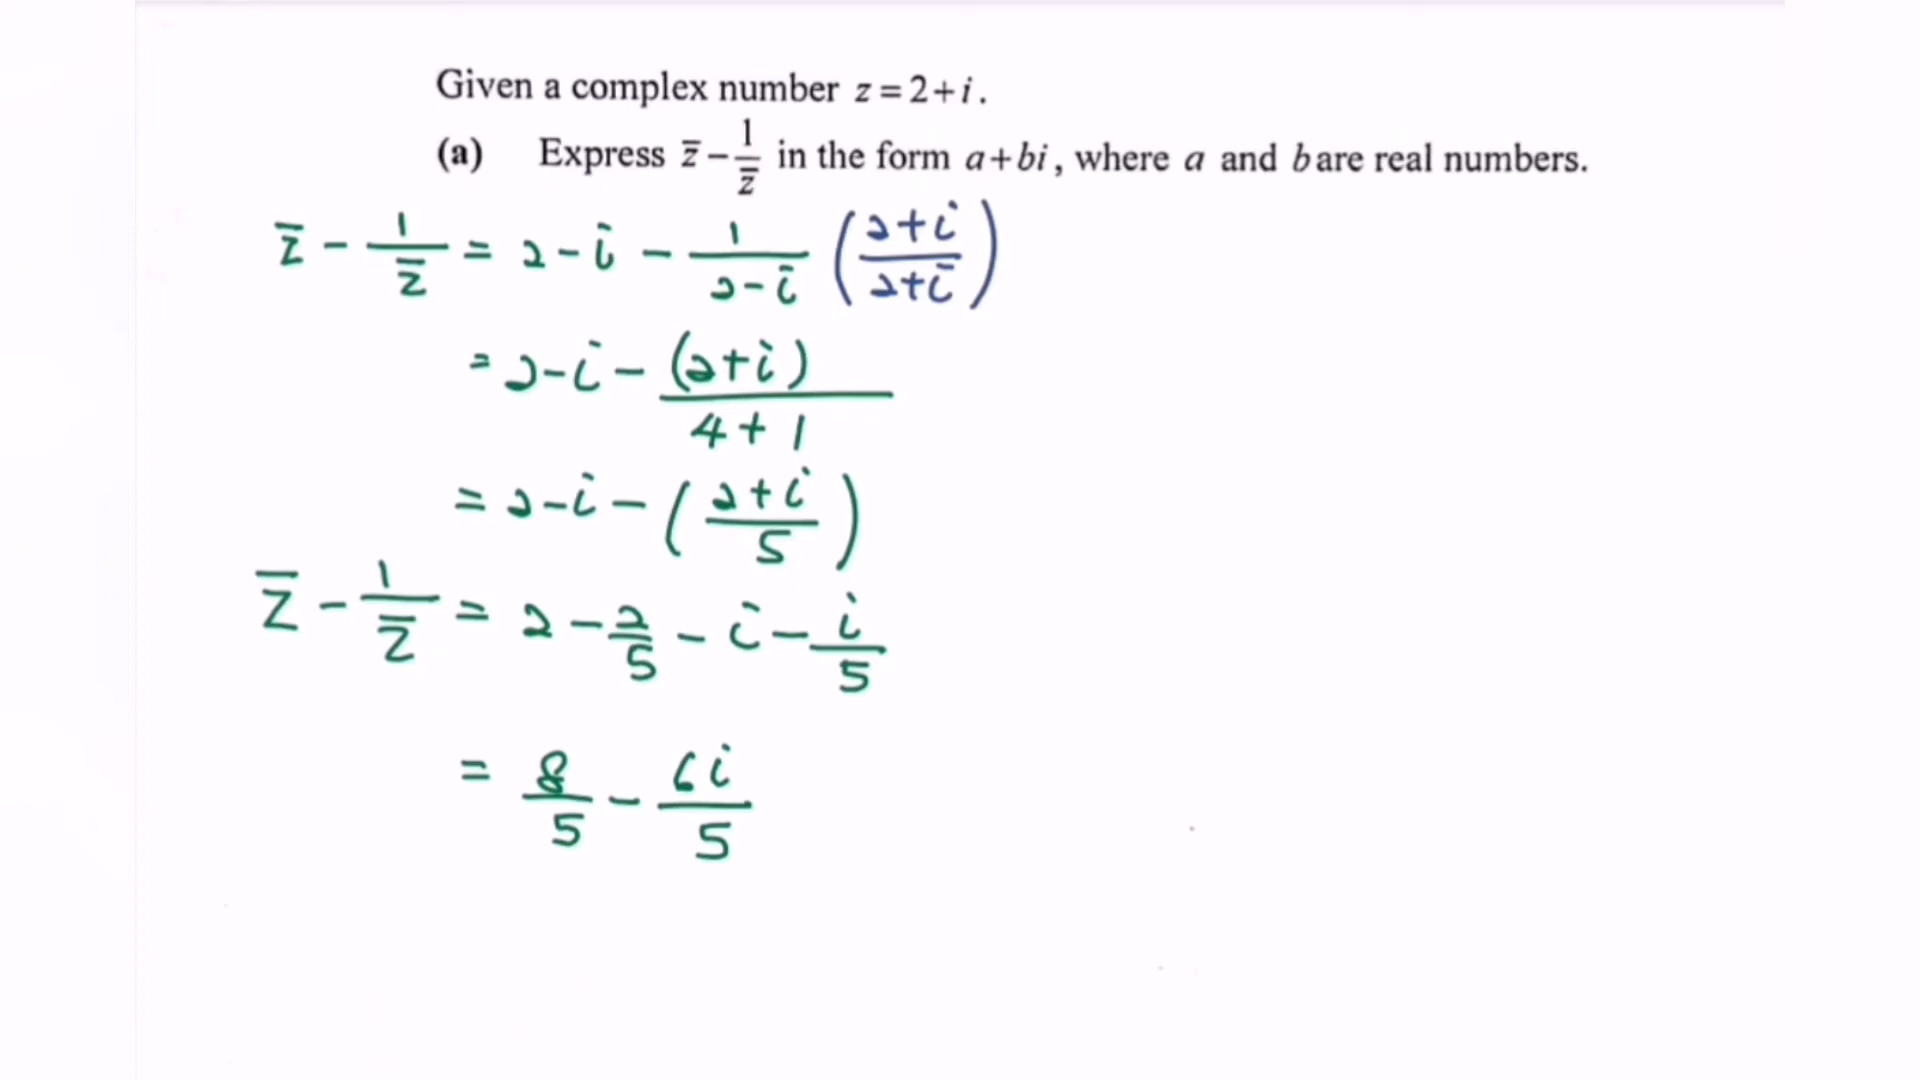 Given a complex number z = 2 + i.
(a) Express z̅ − 1/z̅ in the form a + bi, where a and b are real numbers.
z̅ − 1/z̅ = 2 − i − 1/(2 − i) ((2 + i)/(2 + i))
= 2 − i − (2 + i)/(4 + 1)
= 2 − i − ((2 + i)/5)
z̅ − 1/z̅ = 2 − 2/5 − i − i/5
= 8/5 − 6i/5